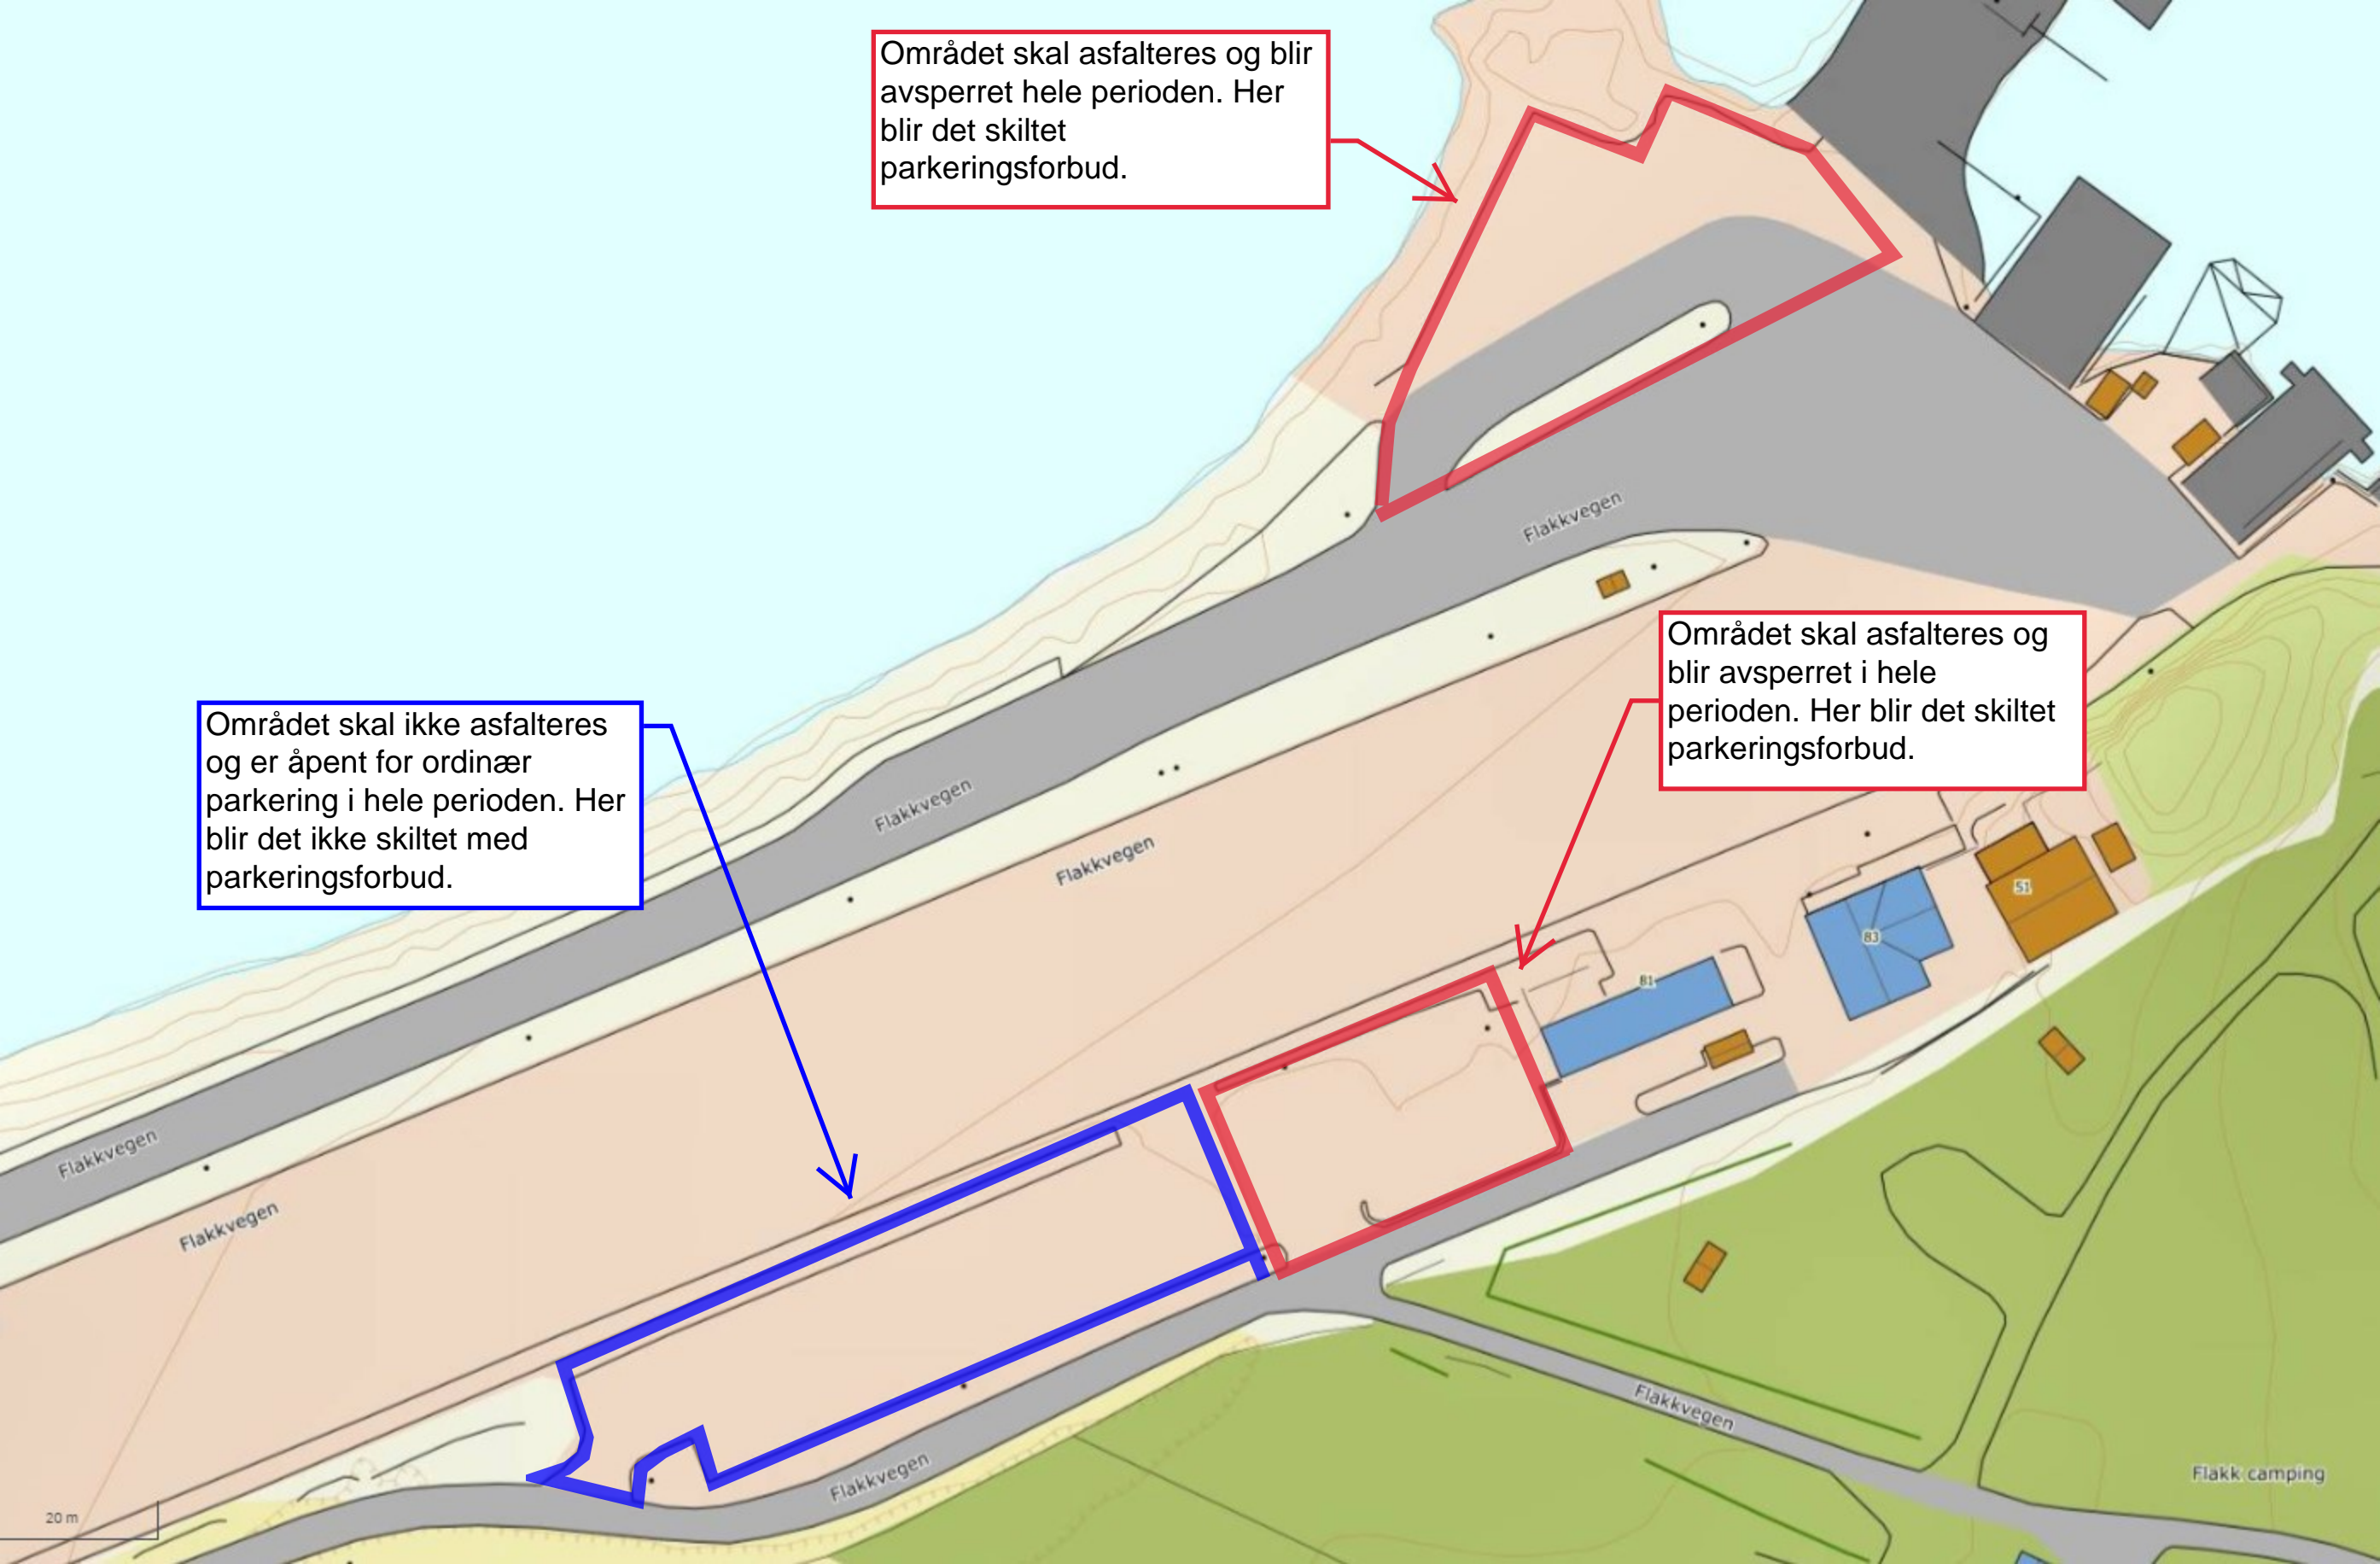 Området skal asfalteres og blir
avsperret hele perioden. Her
blir det skiltet
parkeringsforbud.
Flakkvegen
Området skal asfalteres og
blir avsperret i hele
perioden. Her blir det skiltet
parkeringsforbud.
Området skal ikke asfalteres
og er åpent for ordinær
parkering i hele perioden. Her
blir det ikke skiltet med
parkeringsforbud.
Flakkvegen
Flakkvegen
51
83
81
Flakkvegen
Flakkvegen
Flakkvegen
Flakkvegen
Flakk camping
20 m